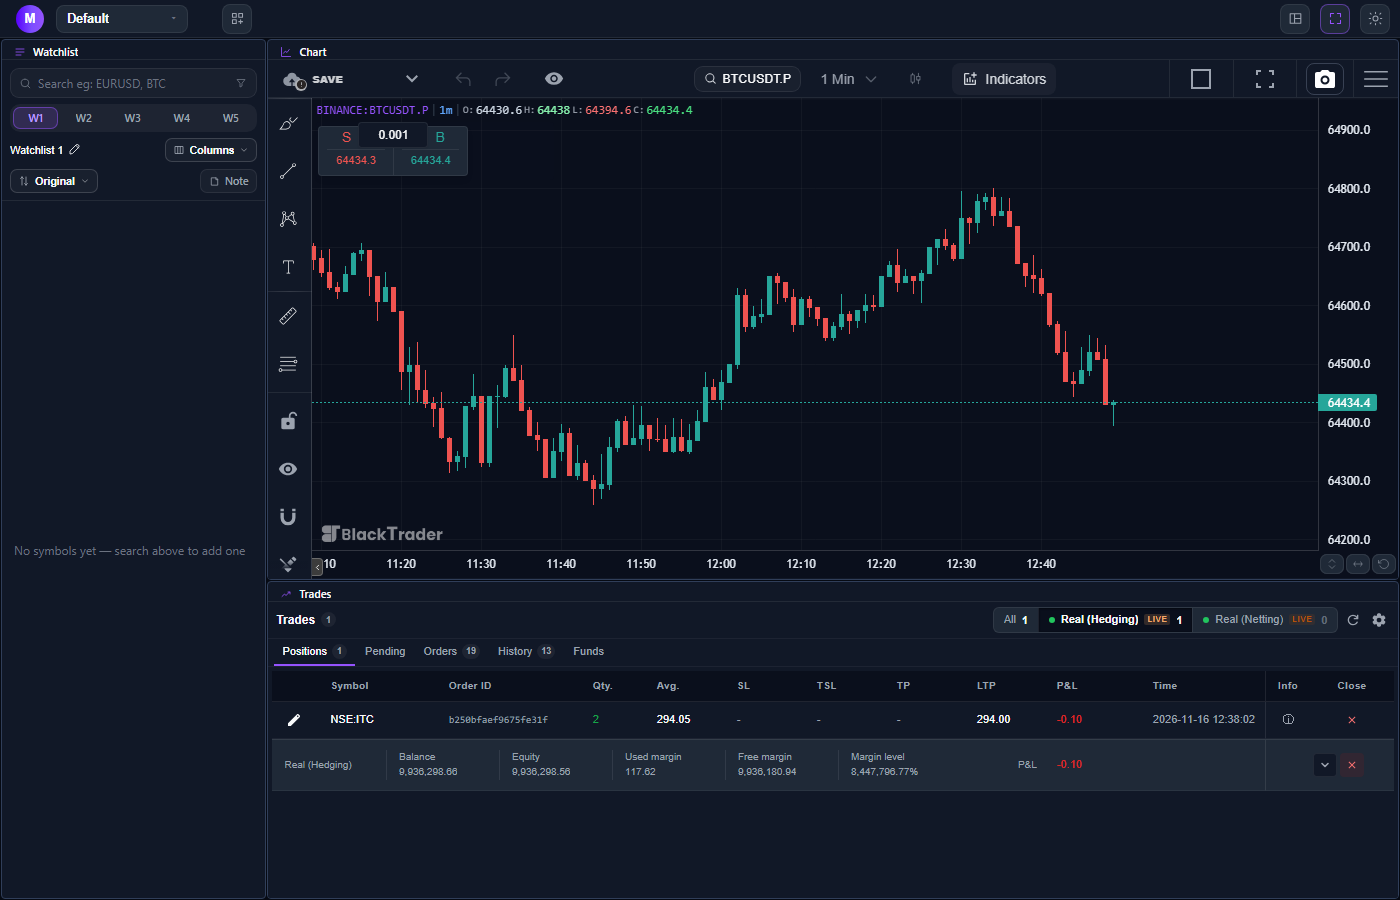 M Default
Watchlist
Search eg: EURUSD, BTC
W1 W2 W3 W4 W5
Watchlist 1 Columns
Original Note
No symbols yet — search above to add one
Chart
SAVE BTCUSDT.P 1 Min Indicators
BINANCE:BTCUSDT.P 1m O: 64430.6 H: 64438 L: 64394.6 C: 64434.4
S 0.001 B
64434.3 64434.4
64900.0
64800.0
64700.0
64600.0
64500.0
64434.4
64400.0
64300.0
64200.0
BlackTrader
:10 11:20 11:30 11:40 11:50 12:00 12:10 12:20 12:30 12:40
Trades
Trades 1 All 1 Real (Hedging) LIVE 1 Real (Netting) LIVE 0
Positions 1 Pending Orders 19 History 13 Funds
Symbol Order ID Qty. Avg. SL TSL TP LTP P&L Time Info Close
NSE:ITC b250bfaef9675fe31f 2 294.05 - - - 294.00 -0.10 2026-11-16 12:38:02
Real (Hedging) Balance Equity Used margin Free margin Margin level P&L -0.10
9,936,298.66 9,936,298.56 117.62 9,936,180.94 8,447,796.77%